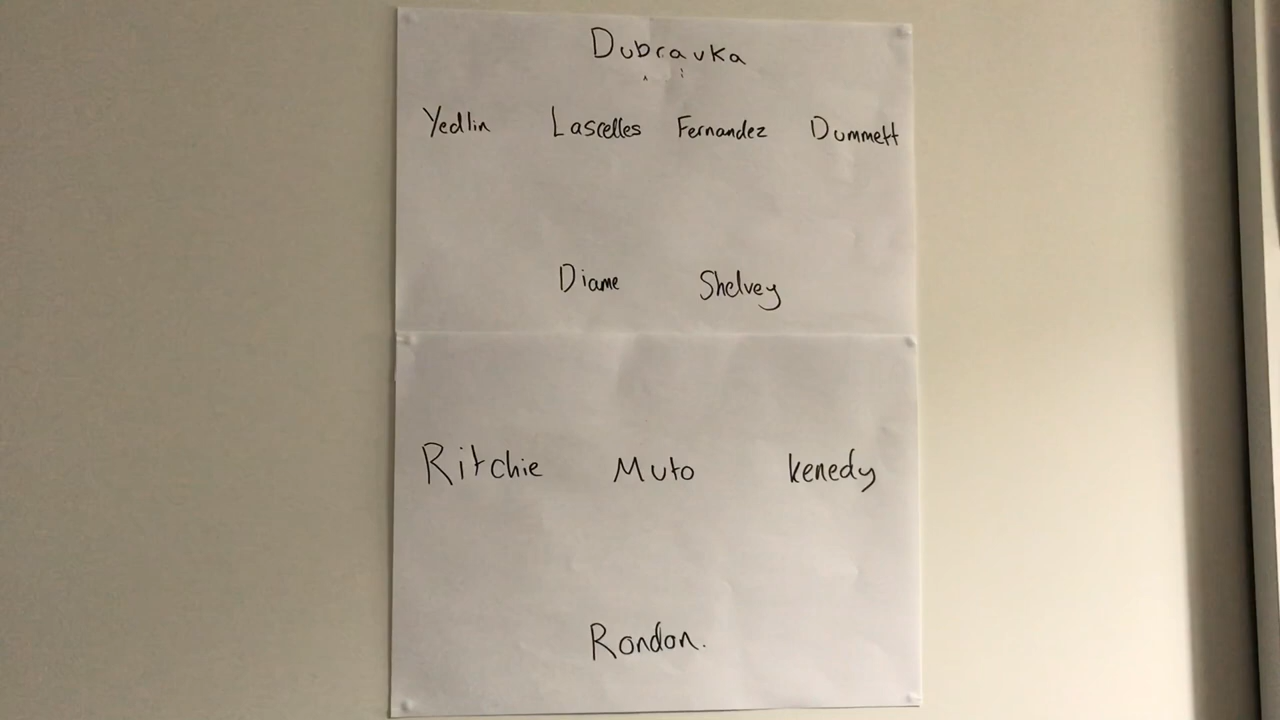 Dubravka
Yedlin Lascelles Fernandez Dummett
Diame Shelvey
Ritchie Muto Kenedy
Rondon.